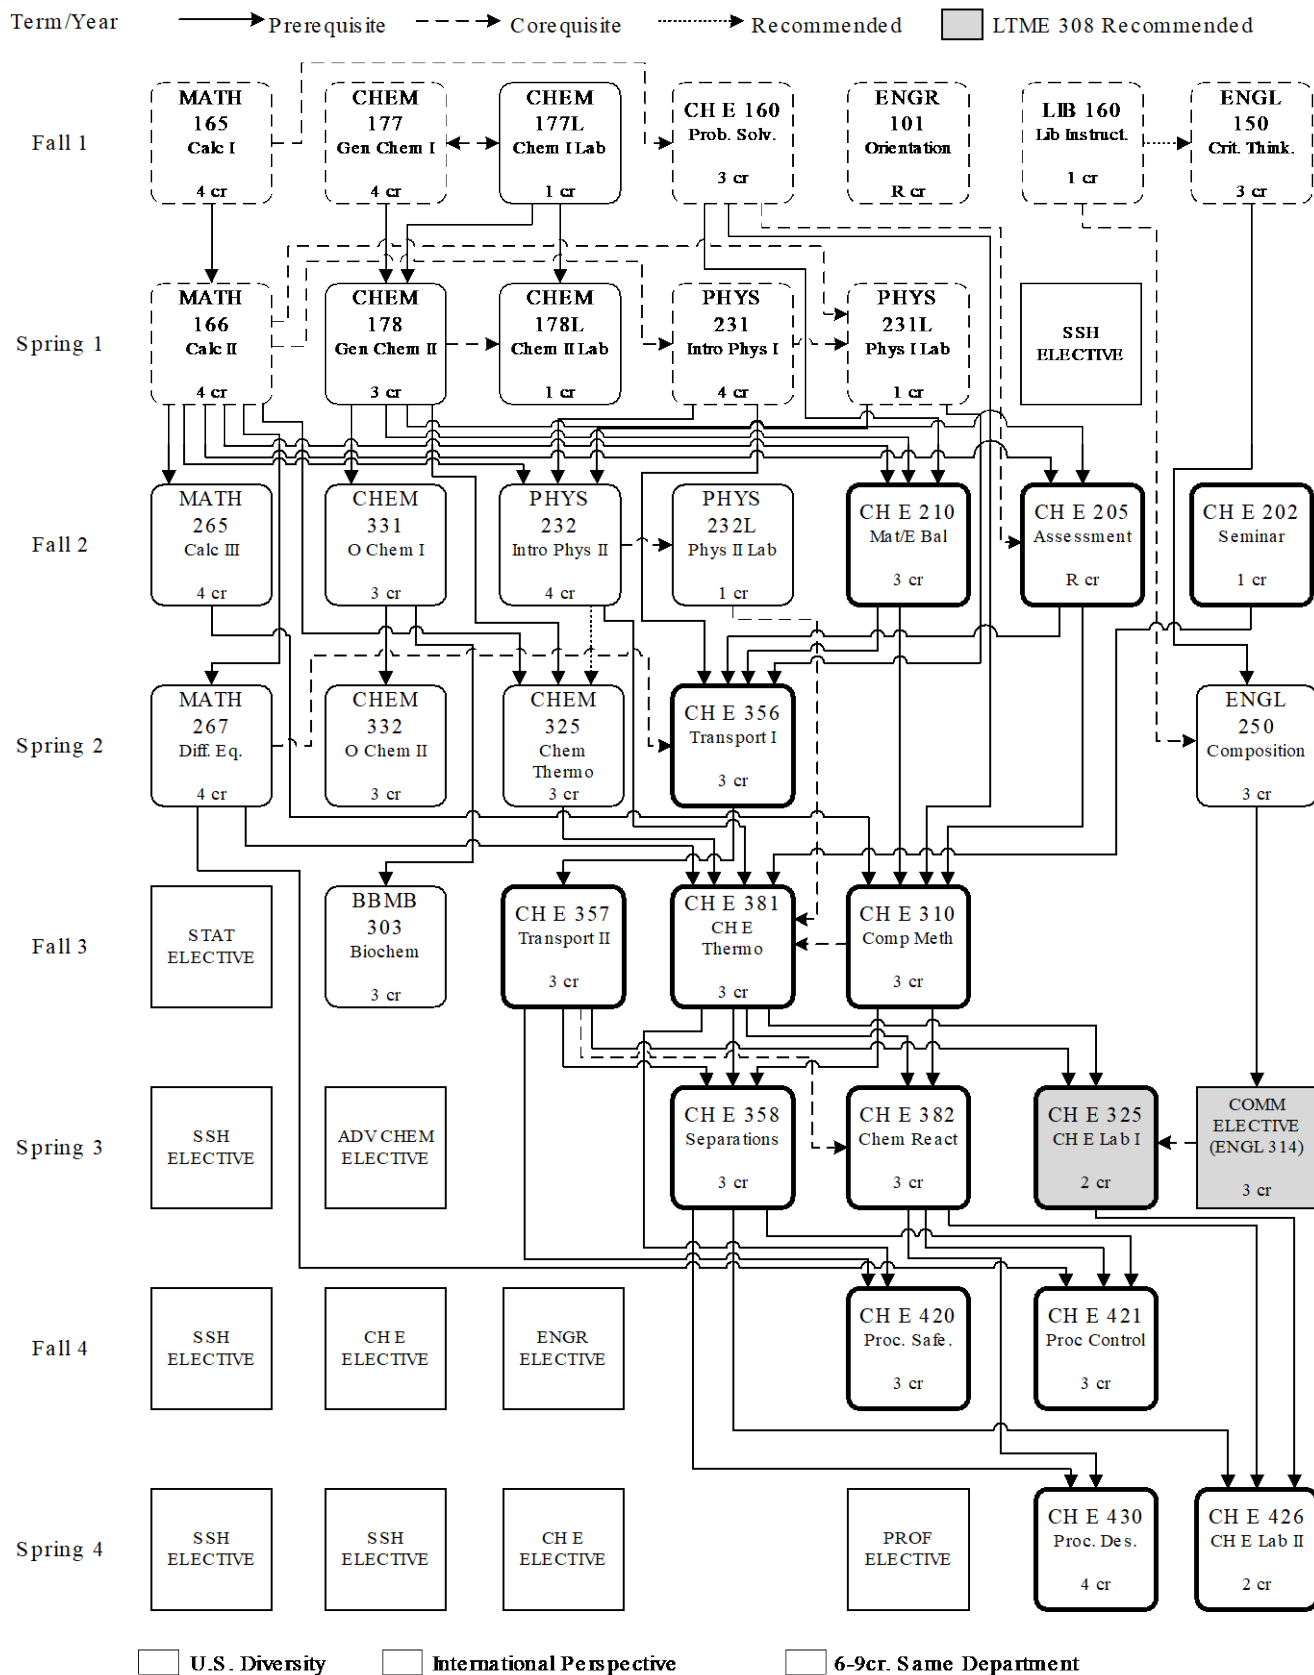 Term/Year
Prerequisite
Corequisite
Recommended
LTME 308 Recommended
Fall 1
MATH
165
Calc I
4 cr
CHEM
177
Gen Chem I
4 cr
CHEM
177L
Chem I Lab
1 cr
CH E 160
Prob. Solv.
3 cr
ENGR
101
Orientation
R cr
LIB 160
Lib Instruct.
1 cr
ENGL
150
Crit. Think.
3 cr
Spring 1
MATH
166
Calc II
4 cr
CHEM
178
Gen Chem II
3 cr
CHEM
178L
Chem II Lab
1 cr
PHYS
231
Intro Phys I
4 cr
PHYS
231L
Phys I Lab
1 cr
SSH
ELECTIVE
Fall 2
MATH
265
Calc III
4 cr
CHEM
331
O Chem I
3 cr
PHYS
232
Intro Phys II
4 cr
PHYS
232L
Phys II Lab
1 cr
CH E 210
Mat/E Bal
3 cr
CH E 205
Assessment
R cr
CH E 202
Seminar
1 cr
Spring 2
MATH
267
Diff. Eq.
4 cr
CHEM
332
O Chem II
3 cr
CHEM
325
Chem
Thermo
3 cr
CH E 356
Transport I
3 cr
ENGL
250
Composition
3 cr
Fall 3
STAT
ELECTIVE
BBMB
303
Biochem
3 cr
CH E 357
Transport II
3 cr
CH E 381
CH E
Thermo
3 cr
CH E 310
Comp Meth
3 cr
Spring 3
SSH
ELECTIVE
ADV CHEM
ELECTIVE
CH E 358
Separations
3 cr
CH E 382
Chem React
3 cr
CH E 325
CH E Lab I
2 cr
COMM
ELECTIVE
(ENGL 314)
3 cr
Fall 4
SSH
ELECTIVE
CH E
ELECTIVE
ENGR
ELECTIVE
CH E 420
Proc. Safe.
3 cr
CH E 421
Proc Control
3 cr
Spring 4
SSH
ELECTIVE
SSH
ELECTIVE
CH E
ELECTIVE
PROF
ELECTIVE
CH E 430
Proc. Des.
4 cr
CH E 426
CH E Lab II
2 cr
U.S. Diversity
International Perspective
6-9cr. Same Department